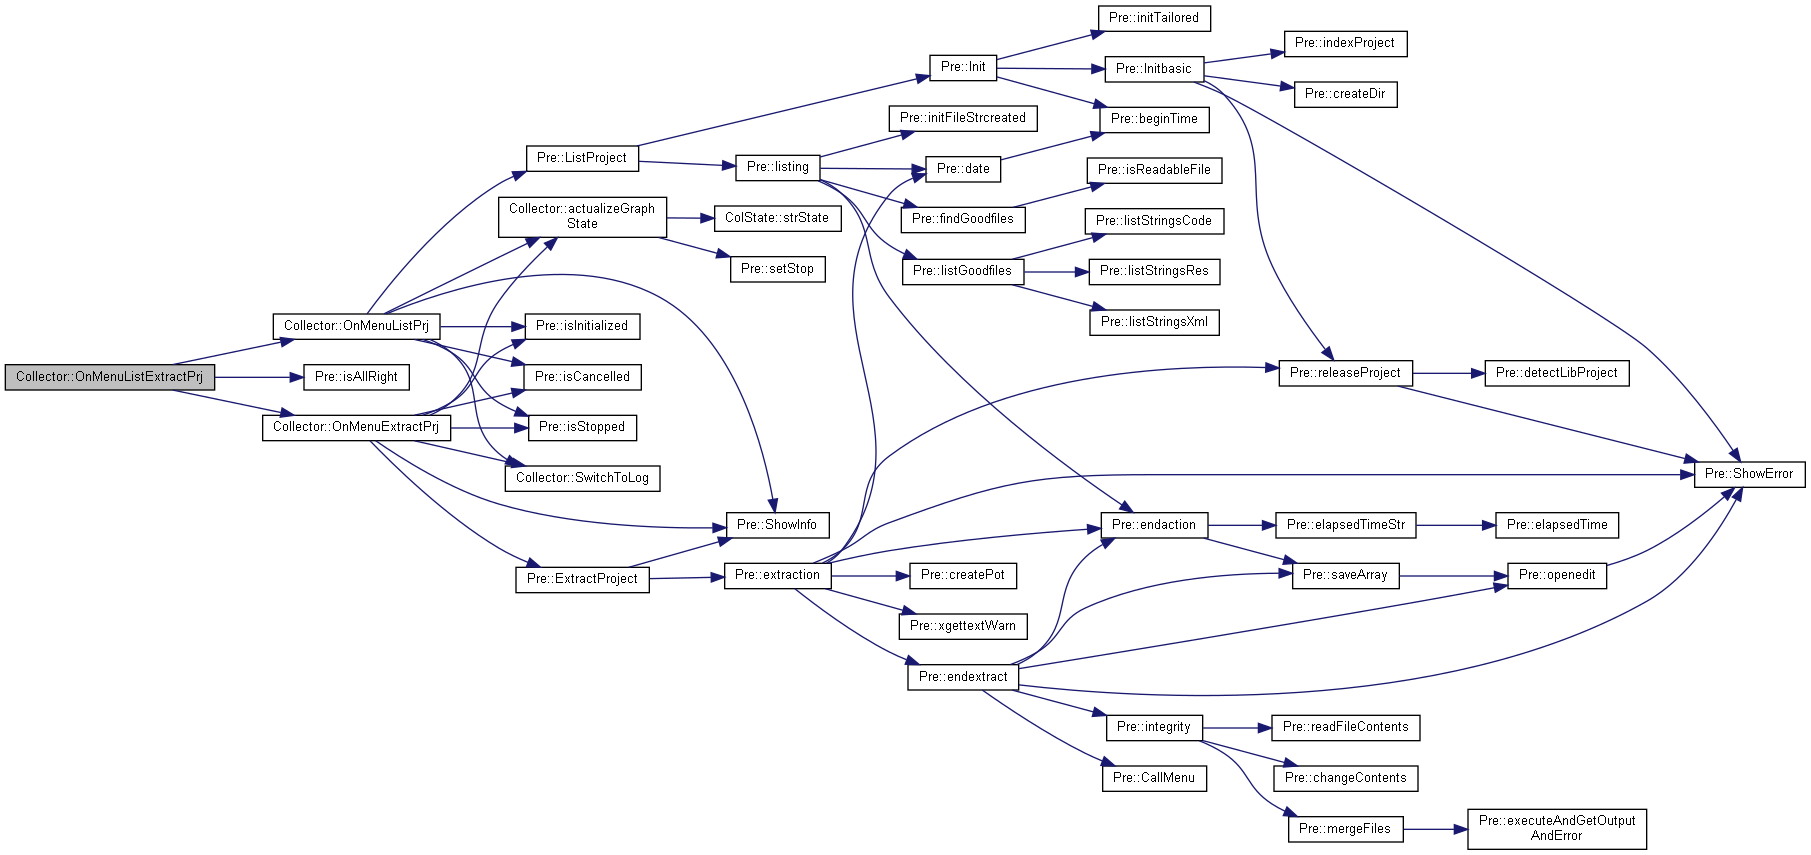 Collector::OnMenuListExtractPrj
Collector::OnMenuListPrj
Pre::isAllRight
Collector::OnMenuExtractPrj
Pre::ListProject
Collector::actualizeGraph
State
Pre::isInitialized
Pre::isCancelled
Pre::isStopped
Collector::SwitchToLog
Pre::ExtractProject
Pre::listing
ColState::strState
Pre::setStop
Pre::ShowInfo
Pre::extraction
Pre::Init
Pre::initFileStrcreated
Pre::date
Pre::findGoodfiles
Pre::listGoodfiles
Pre::createPot
Pre::xgettextWarn
Pre::endextract
Pre::initTailored
Pre::Initbasic
Pre::beginTime
Pre::isReadableFile
Pre::listStringsCode
Pre::listStringsRes
Pre::listStringsXml
Pre::endaction
Pre::integrity
Pre::CallMenu
Pre::indexProject
Pre::createDir
Pre::releaseProject
Pre::elapsedTimeStr
Pre::saveArray
Pre::readFileContents
Pre::changeContents
Pre::mergeFiles
Pre::detectLibProject
Pre::elapsedTime
Pre::openedit
Pre::executeAndGetOutput
AndError
Pre::ShowError